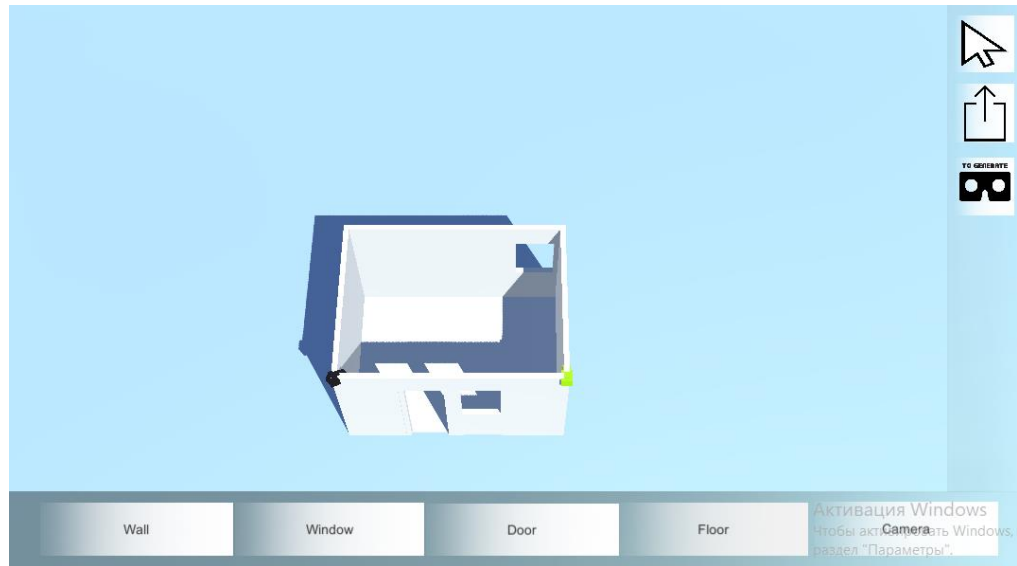 TO GENERATE
Wall
Window
Door
Floor
Camera
Активация Windows
Чтобы активировать Windows,
раздел "Параметры".